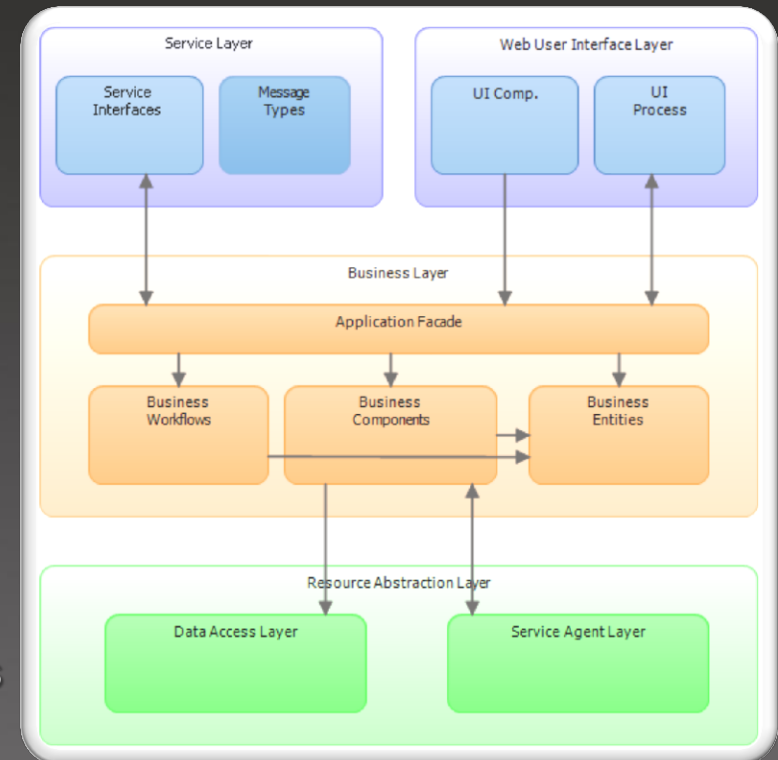 Service Layer
Web User Interface Layer
Service
Interfaces
Message
Types
UI Comp.
UI
Process
Business Layer
Application Facade
Business
Workflows
Business
Components
Business
Entities
Resource Abstraction Layer
Data Access Layer
Service Agent Layer